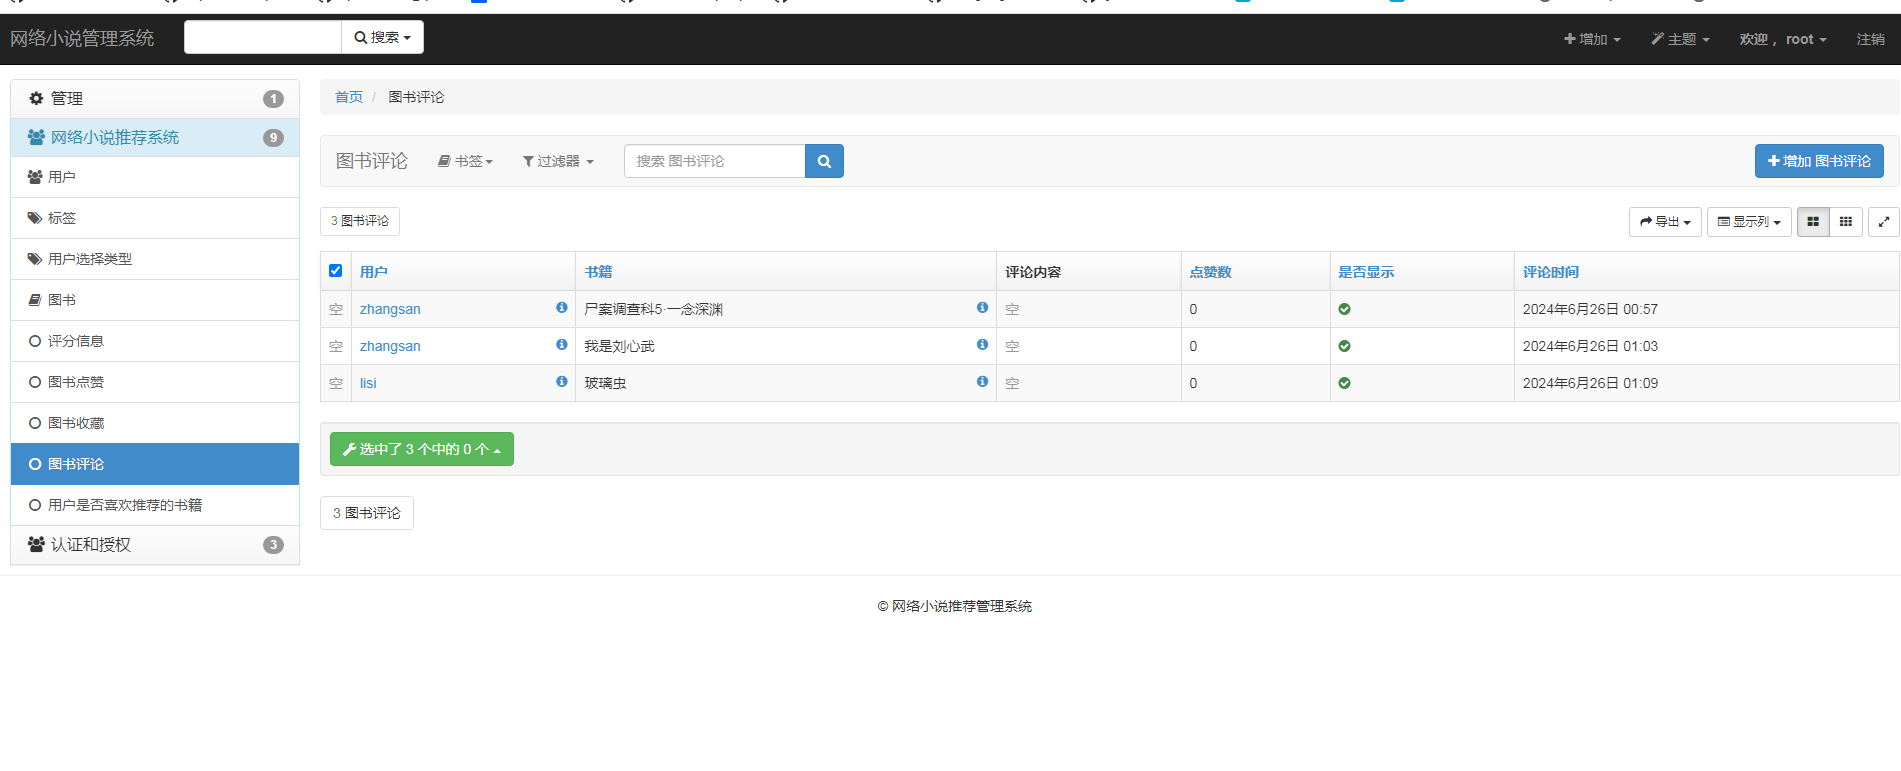 网络小说管理系统 搜索 增加 主题 欢迎， root 注销
管理 1
网络小说推荐系统 9
用户
标签
用户选择类型
图书
评分信息
图书点赞
图书收藏
图书评论
用户是否喜欢推荐的书籍
认证和授权 3
首页 / 图书评论
图书评论 书签 过滤器 搜索 图书评论 增加 图书评论
3 图书评论 导出 显示列
用户 书籍 评论内容 点赞数 是否显示 评论时间
空 zhangsan 尸案调查科5·一念深渊 空 0 2024年6月26日 00:57
空 zhangsan 我是刘心武 空 0 2024年6月26日 01:03
空 lisi 玻璃虫 空 0 2024年6月26日 01:09
选中了 3 个中的 0 个
3 图书评论
© 网络小说推荐管理系统